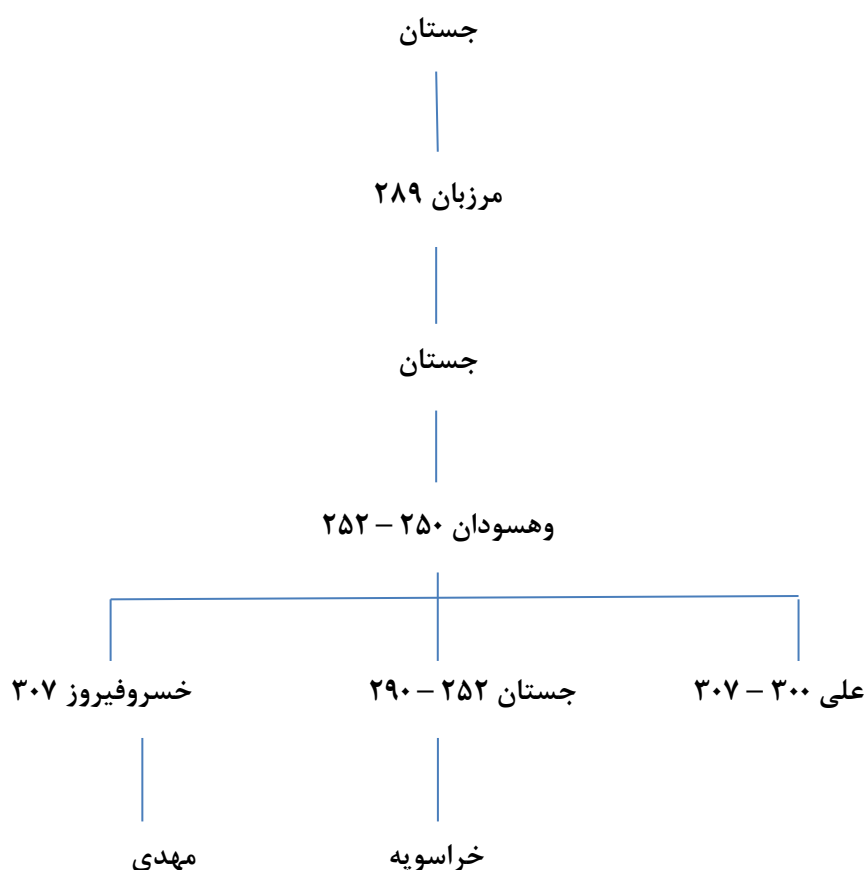 جستان
مرزبان ۲۸۹
جستان
وهسودان ۲۵۰ – ۲۵۲
علی ۳۰۰ – ۳۰۷
جستان ۲۵۲ – ۲۹۰
خسروفیروز ۳۰۷
خراسویه
مهدی